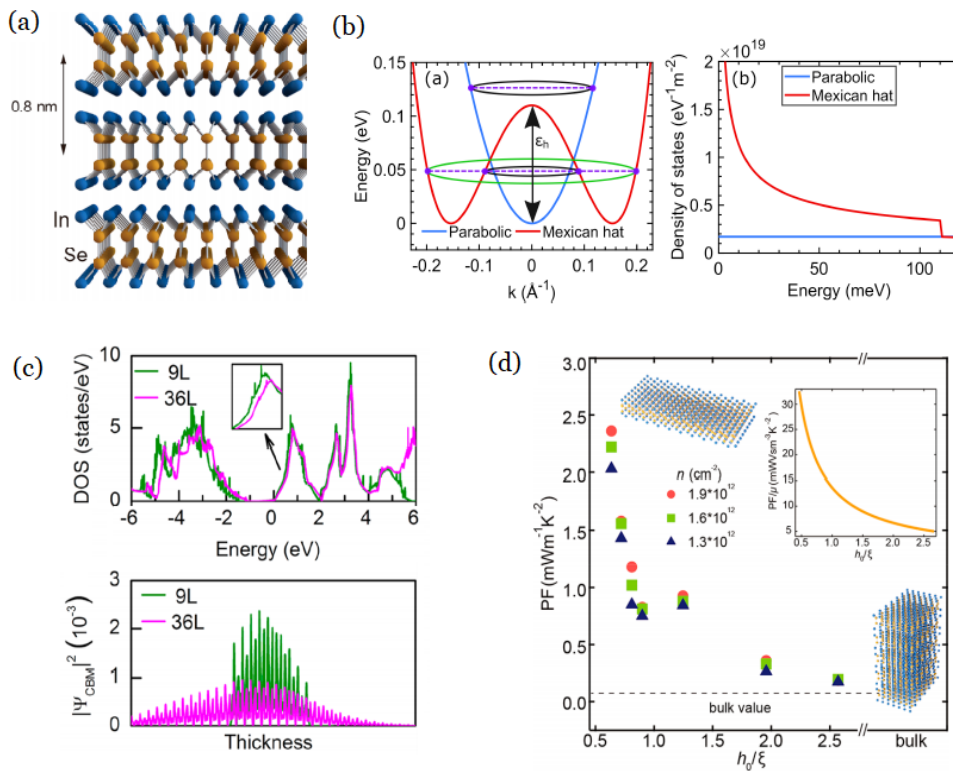 (a)
0.8 nm
In
Se
(b)
(a)
Energy (eV)
0.15
0.1
0.05
0
εh
Parabolic
Mexican hat
-0.2 -0.1 0 0.1 0.2
k (Å-1)
×10^19
(b)
Density of states (eV-1m-2)
2
1.5
1
0.5
0
Parabolic
Mexican hat
0 50 100
Energy (meV)
(c)
DOS (states/eV)
10
5
0
9L
36L
-6 -4 -2 0 2 4 6
Energy (eV)
|ΨCBM|2 (10-3)
3
2
1
0
9L
36L
Thickness
(d)
PF (mWm-1K-2)
3.0
2.5
2.0
1.5
1.0
0.5
0.0
n (cm-2)
1.9*10^12
1.6*10^12
1.3*10^12
PF/μ (mWVsm-3K-2)
30
25
20
15
10
5
0.5 1.0 1.5 2.0 2.5
h0/ξ
bulk value
0.5 1.0 1.5 2.0 2.5 bulk
h0/ξ